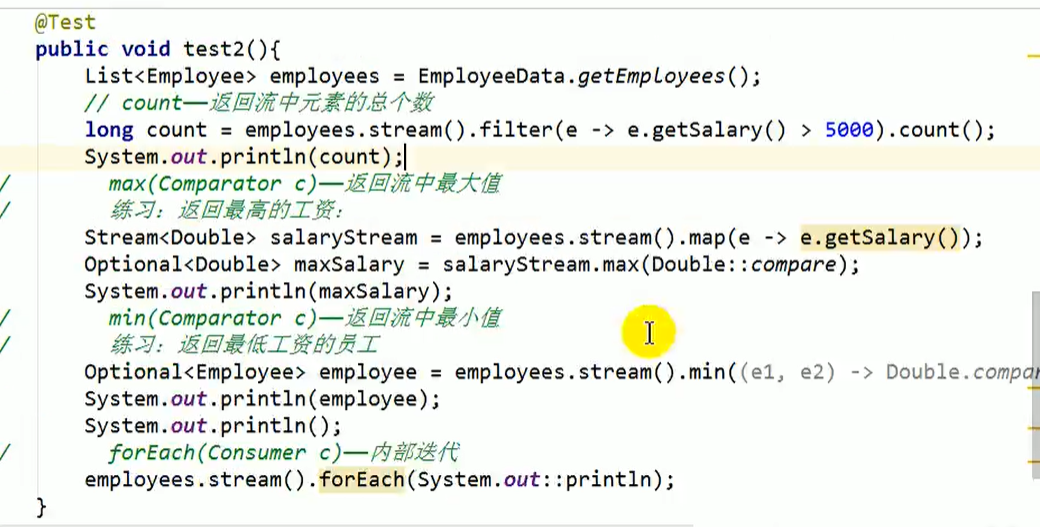 @Test
public void test2(){
List<Employee> employees = EmployeeData.getEmployees();
// count——返回流中元素的总个数
long count = employees.stream().filter(e -> e.getSalary() > 5000).count();
System.out.println(count);
/ max(Comparator c)——返回流中最大值
/ 练习：返回最高的工资：
Stream<Double> salaryStream = employees.stream().map(e -> e.getSalary());
Optional<Double> maxSalary = salaryStream.max(Double::compare);
System.out.println(maxSalary);
/ min(Comparator c)——返回流中最小值
/ 练习：返回最低工资的员工
Optional<Employee> employee = employees.stream().min((e1, e2) -> Double.compar
System.out.println(employee);
System.out.println();
/ forEach(Consumer c)——内部迭代
employees.stream().forEach(System.out::println);
}